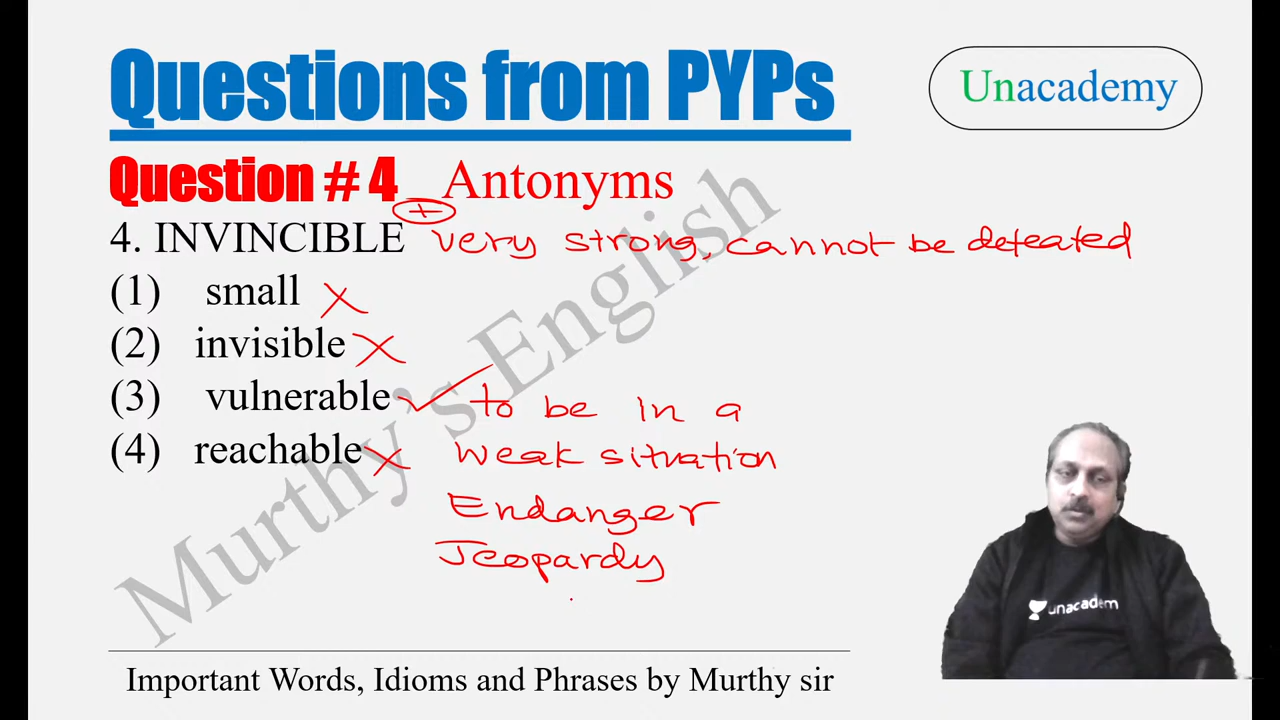 Questions from PYPs
Unacademy
Question # 4 Antonyms
+
4. INVINCIBLE very strong, cannot be defeated
(1) small X
(2) invisible X
(3) vulnerable ✓ to be in a
(4) reachable X weak situation
Endanger
Jeopardy
Murthy's English
unacademy
Important Words, Idioms and Phrases by Murthy sir